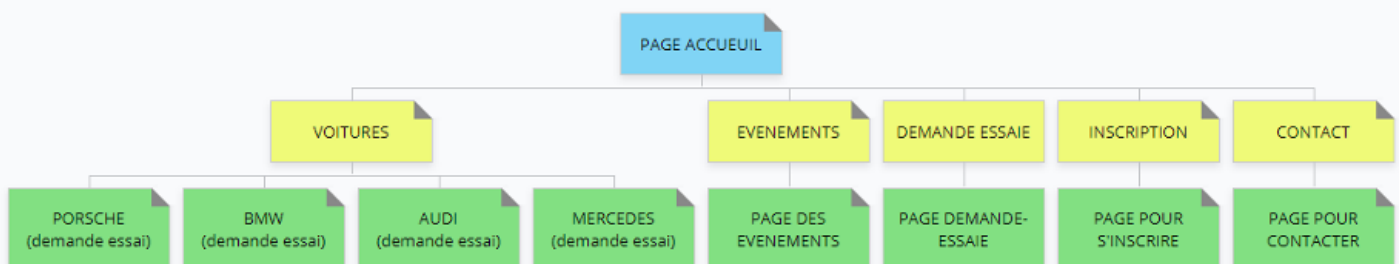 PAGE ACCUEUIL
VOITURES
EVENEMENTS
DEMANDE ESSAIE
INSCRIPTION
CONTACT
PORSCHE
(demande essai)
BMW
(demande essai)
AUDI
(demande essai)
MERCEDES
(demande essai)
PAGE DES
EVENEMENTS
PAGE DEMANDE-
ESSAIE
PAGE POUR
S'INSCRIRE
PAGE POUR
CONTACTER